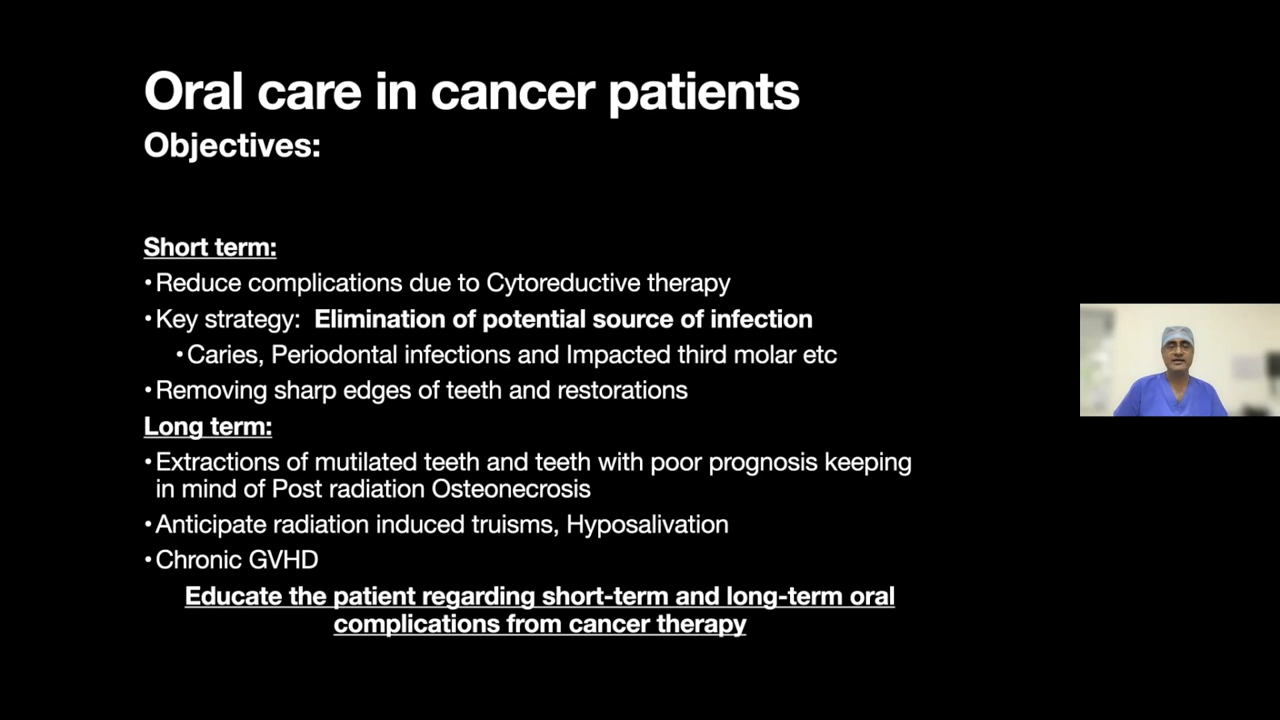 Oral care in cancer patients
Objectives:
Short term:
•Reduce complications due to Cytoreductive therapy
•Key strategy: Elimination of potential source of infection
•Caries, Periodontal infections and Impacted third molar etc
•Removing sharp edges of teeth and restorations
Long term:
•Extractions of mutilated teeth and teeth with poor prognosis keeping
in mind of Post radiation Osteonecrosis
•Anticipate radiation induced truisms, Hyposalivation
•Chronic GVHD
Educate the patient regarding short-term and long-term oral
complications from cancer therapy